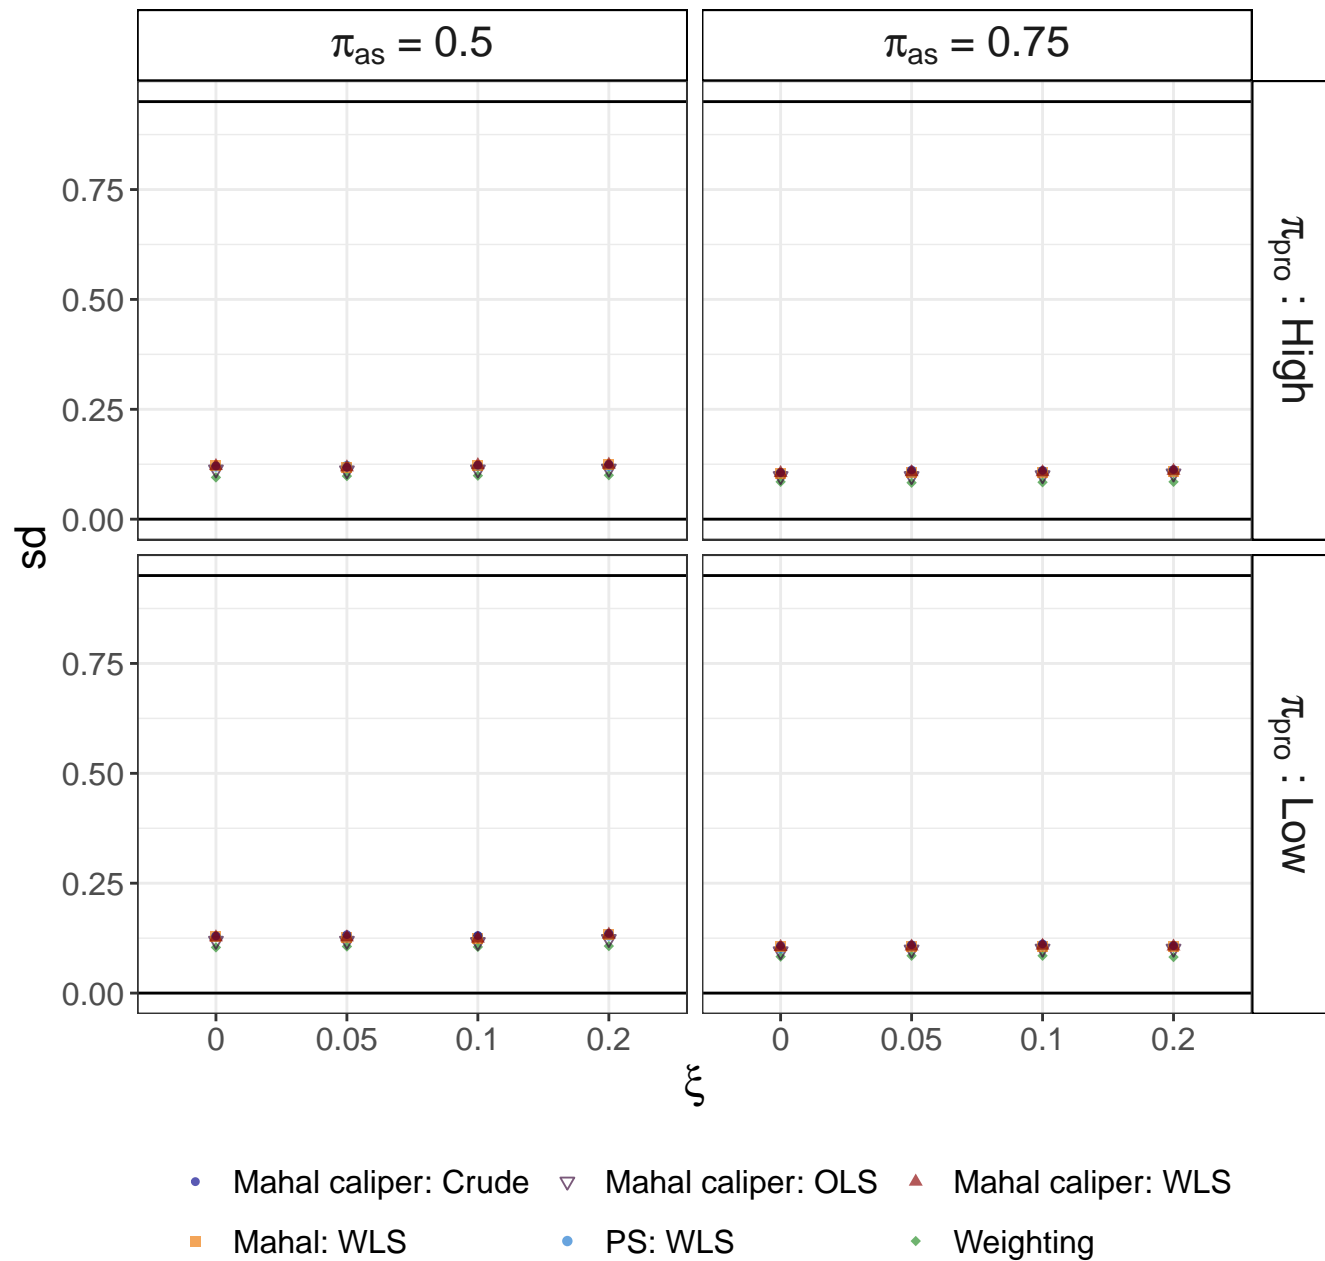 π_as = 0.5
π_as = 0.75
0.75
0.50
0.25
0.00
π_pro : High
sd
0.75
0.50
0.25
0.00
π_pro : Low
0 0.05 0.1 0.2
0 0.05 0.1 0.2
ξ
Mahal caliper: Crude
Mahal caliper: OLS
Mahal caliper: WLS
Mahal: WLS
PS: WLS
Weighting